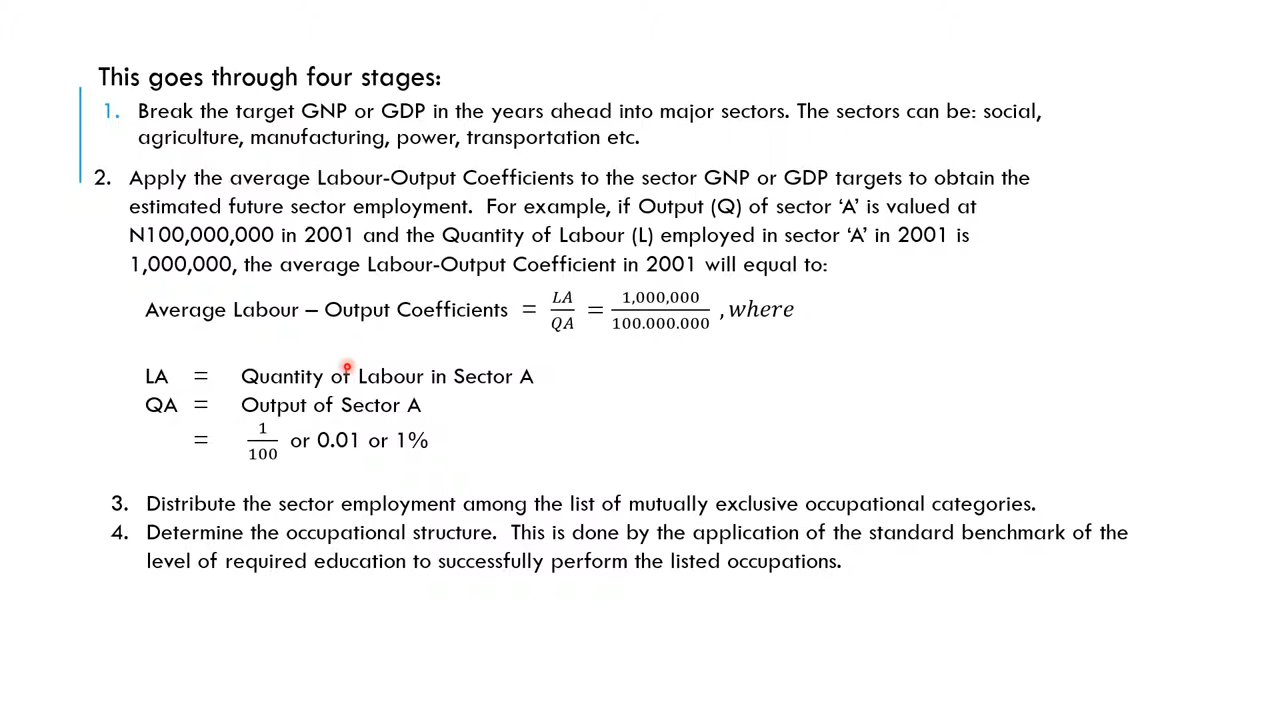 This goes through four stages:
1. Break the target GNP or GDP in the years ahead into major sectors. The sectors can be: social,
agriculture, manufacturing, power, transportation etc.
2. Apply the average Labour-Output Coefficients to the sector GNP or GDP targets to obtain the
estimated future sector employment. For example, if Output (Q) of sector ‘A’ is valued at
N100,000,000 in 2001 and the Quantity of Labour (L) employed in sector ‘A’ in 2001 is
1,000,000, the average Labour-Output Coefficient in 2001 will equal to:
Average Labour – Output Coefficients = LA/QA = 1,000,000/100.000.000 , where
LA = Quantity of Labour in Sector A
QA = Output of Sector A
= 1/100 or 0.01 or 1%
3. Distribute the sector employment among the list of mutually exclusive occupational categories.
4. Determine the occupational structure. This is done by the application of the standard benchmark of the
level of required education to successfully perform the listed occupations.